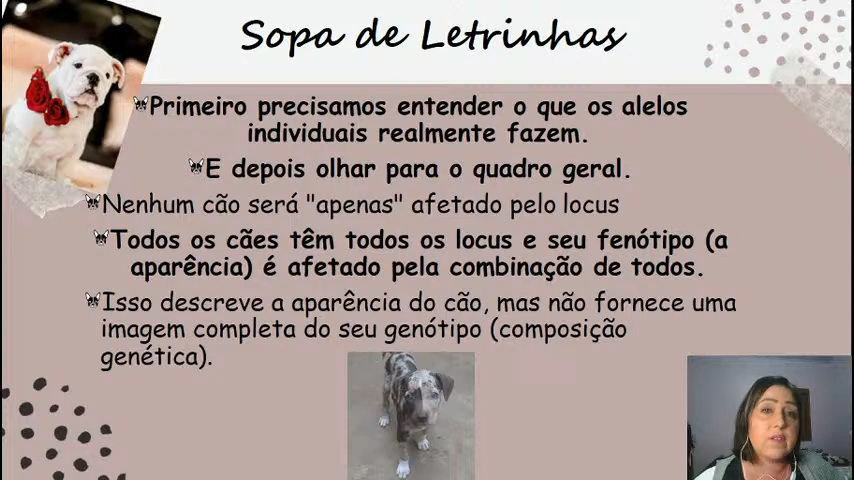 Sopa de Letrinhas
Primeiro precisamos entender o que os alelos
individuais realmente fazem.
E depois olhar para o quadro geral.
Nenhum cão será "apenas" afetado pelo locus
Todos os cães têm todos os locus e seu fenótipo (a
aparência) é afetado pela combinação de todos.
Isso descreve a aparência do cão, mas não fornece uma
imagem completa do seu genótipo (composição
genética).